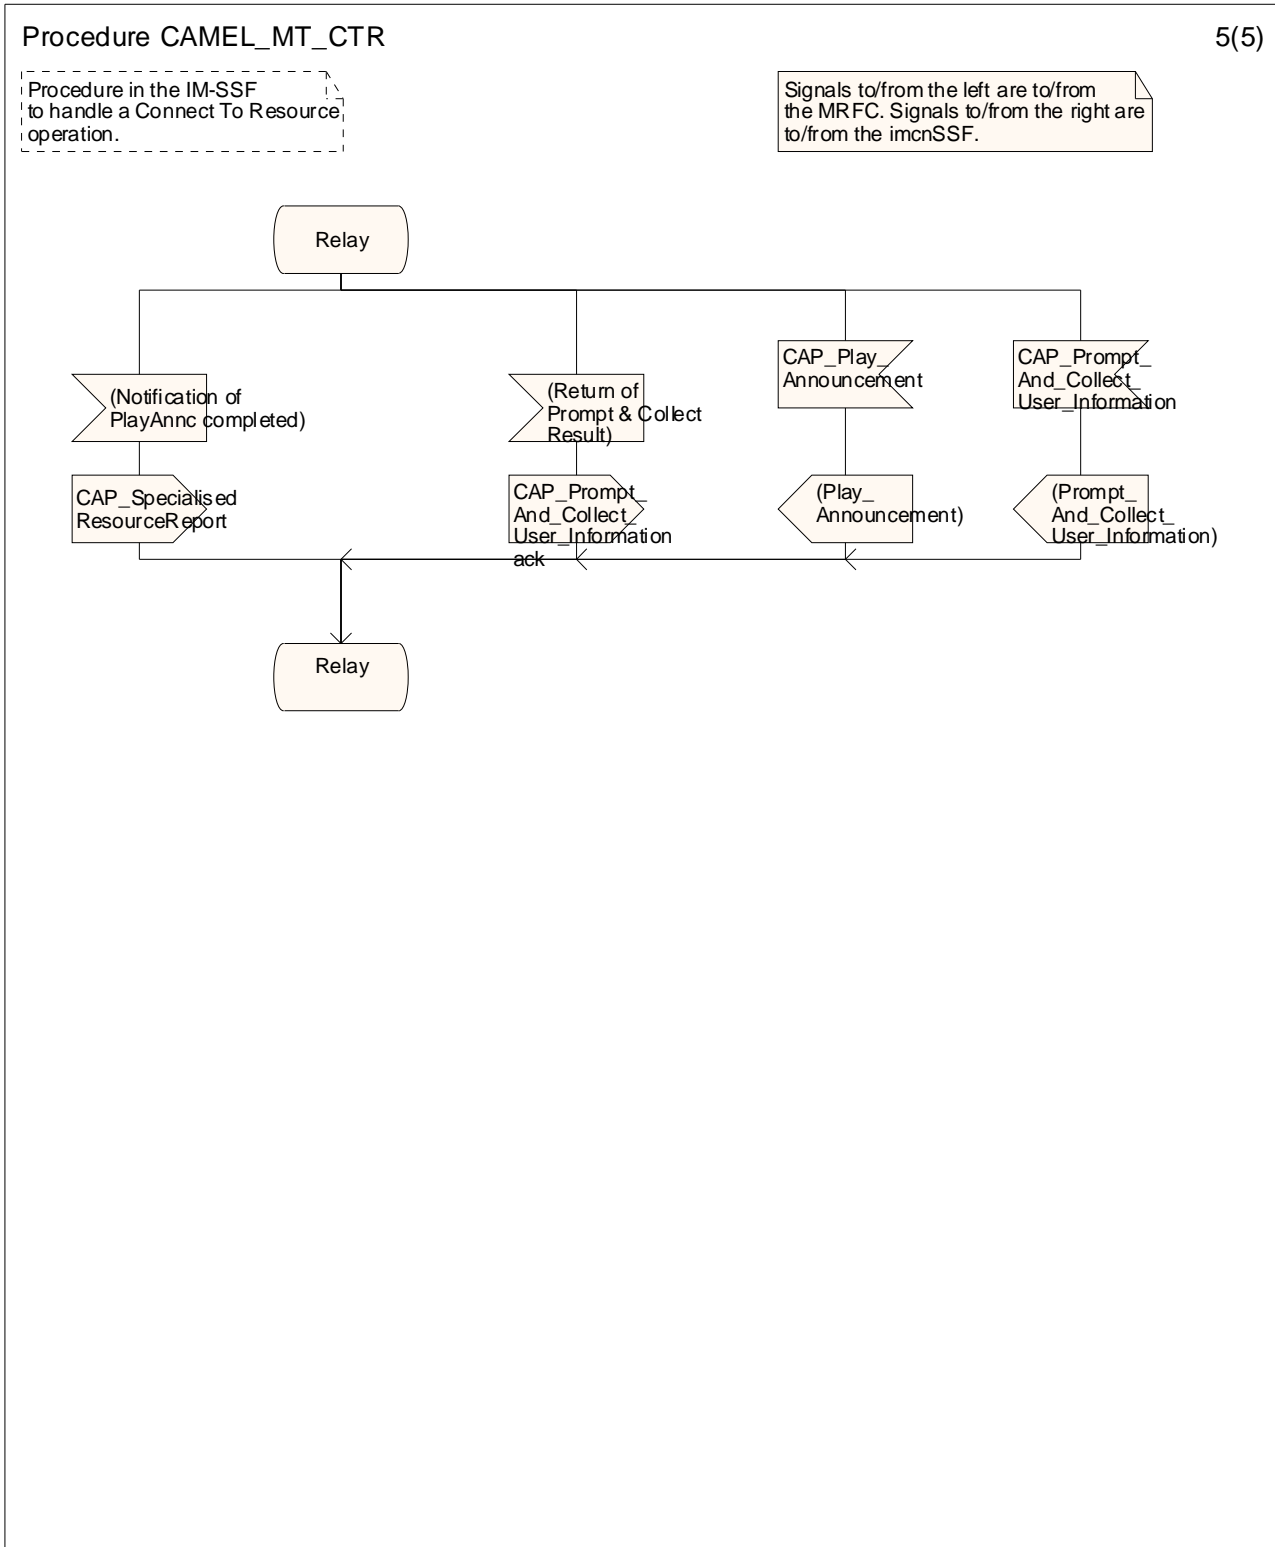 Procedure CAMEL_MT_CTR
5(5)
Procedure in the IM-SSF
to handle a Connect To Resource
operation.
Signals to/from the left are to/from
the MRFC. Signals to/from the right are
to/from the imcnSSF.
Relay
(Notification of
PlayAnnc completed)
(Return of
Prompt & Collect
Result)
CAP_Play_
Announcement
CAP_Prompt_
And_Collect_
User_Information
CAP_Specialised
ResourceReport
CAP_Prompt_
And_Collect_
User_Information
ack
(Play_
Announcement)
(Prompt_
And_Collect_
User_Information)
Relay